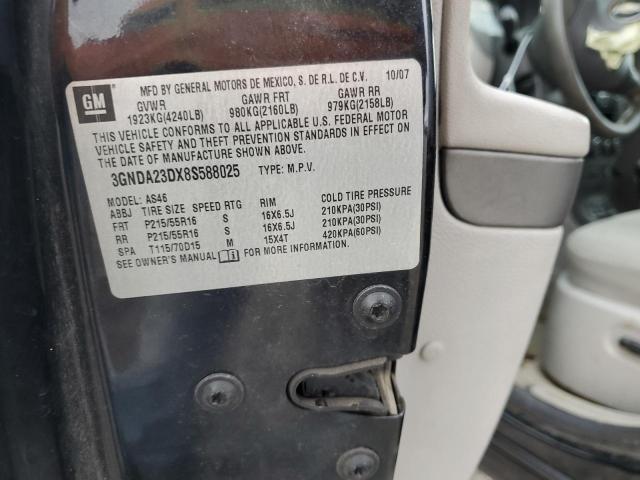 GM
MFD BY GENERAL MOTORS DE MEXICO, S. DE R.L. DE C.V. 10/07
GVWR GAWR FRT GAWR RR
1923KG(4240LB) 980KG(2160LB) 979KG(2158LB)
THIS VEHICLE CONFORMS TO ALL APPLICABLE U.S. FEDERAL MOTOR
VEHICLE SAFETY AND THEFT PREVENTION STANDARDS IN EFFECT ON
THE DATE OF MANUFACTURE SHOWN ABOVE.
3GNDA23DX8S588025 TYPE: M.P.V.
MODEL: AS46
ABBJ TIRE SIZE SPEED RTG RIM COLD TIRE PRESSURE
FRT P215/55R16 S 16X6.5J 210KPA(30PSI)
RR P215/55R16 S 16X6.5J 210KPA(30PSI)
SPA T115/70D15 M 15X4T 420KPA(60PSI)
SEE OWNER'S MANUAL FOR MORE INFORMATION.